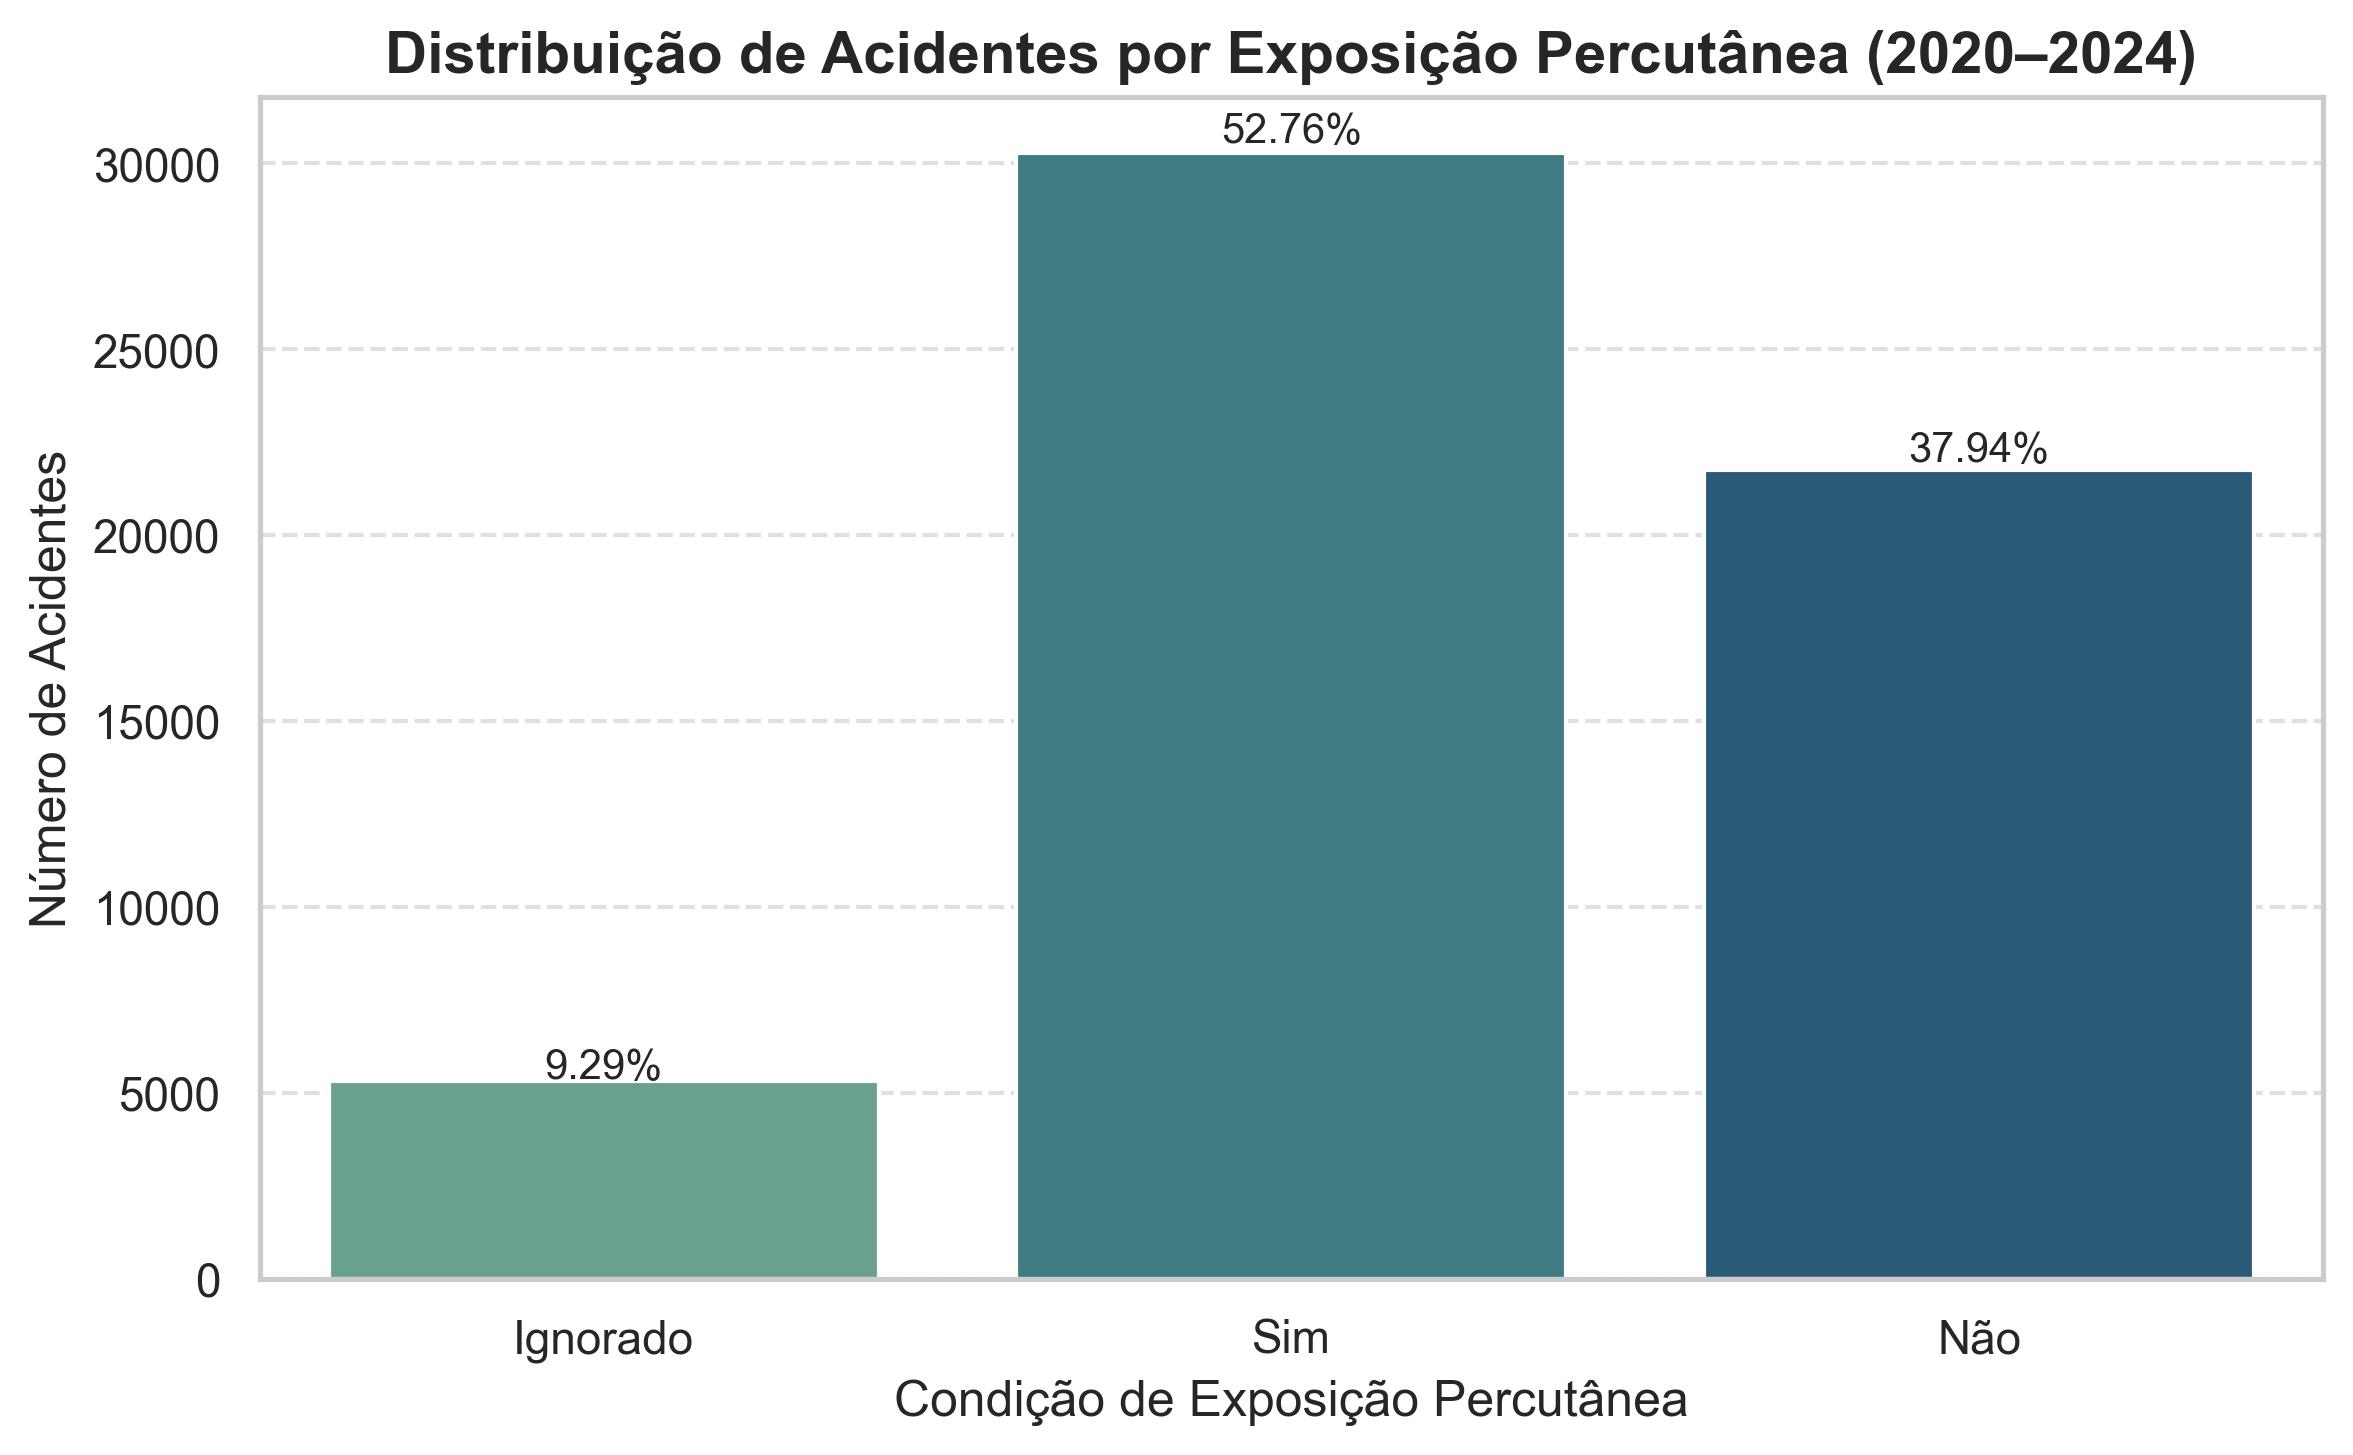 Distribuição de Acidentes por Exposição Percutânea (2020–2024)
52.76%
30000
25000
37.94%
20000
Número de Acidentes
15000
10000
9.29%
5000
0
Ignorado
Sim
Não
Condição de Exposição Percutânea